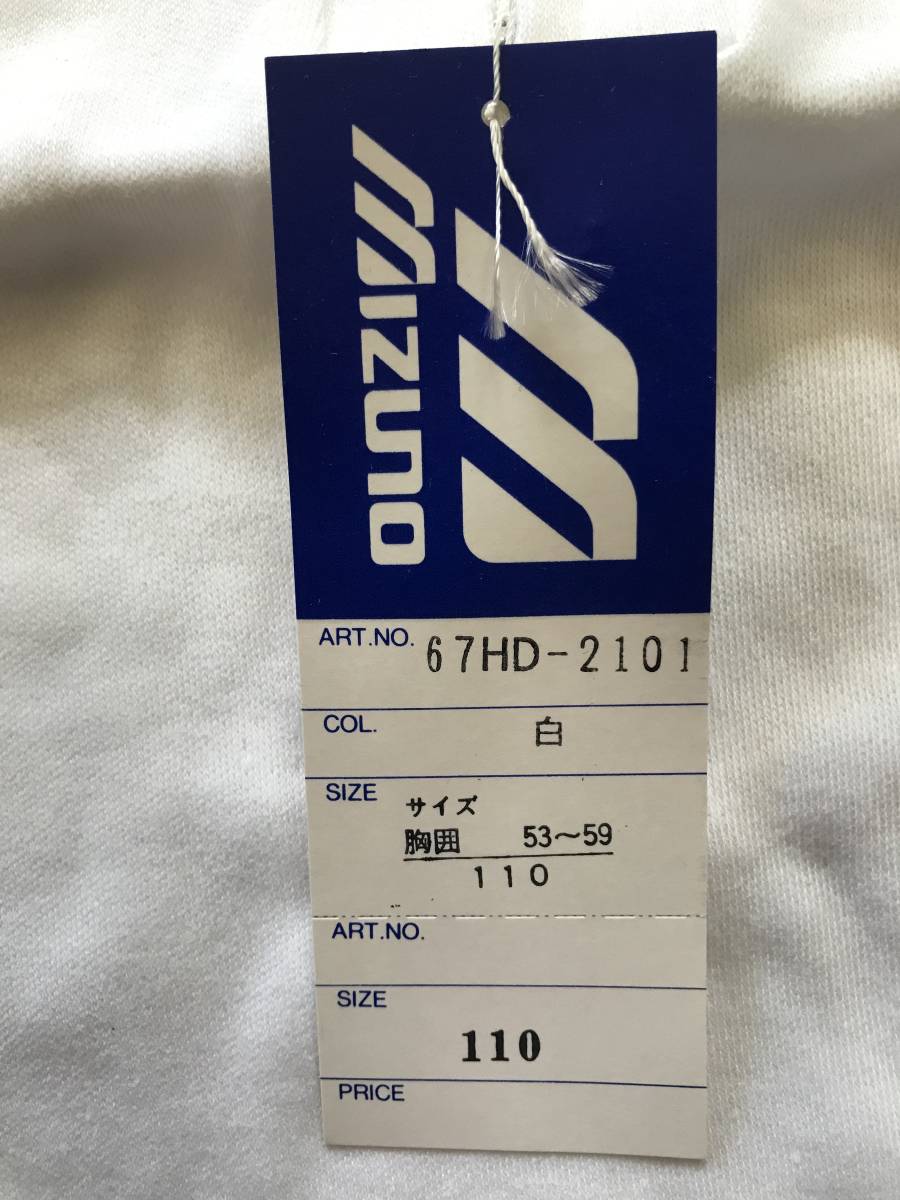 MIZUNO
ART.NO. 67HD-2101
COL. 白
SIZE サイズ
胸囲 53～59
110
ART.NO.
SIZE
110
PRICE